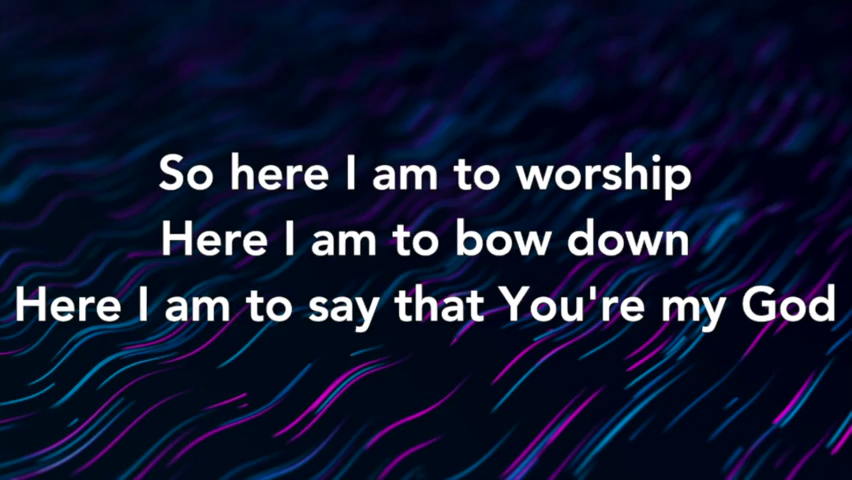 So here I am to worship
Here I am to bow down
Here I am to say that You're my God